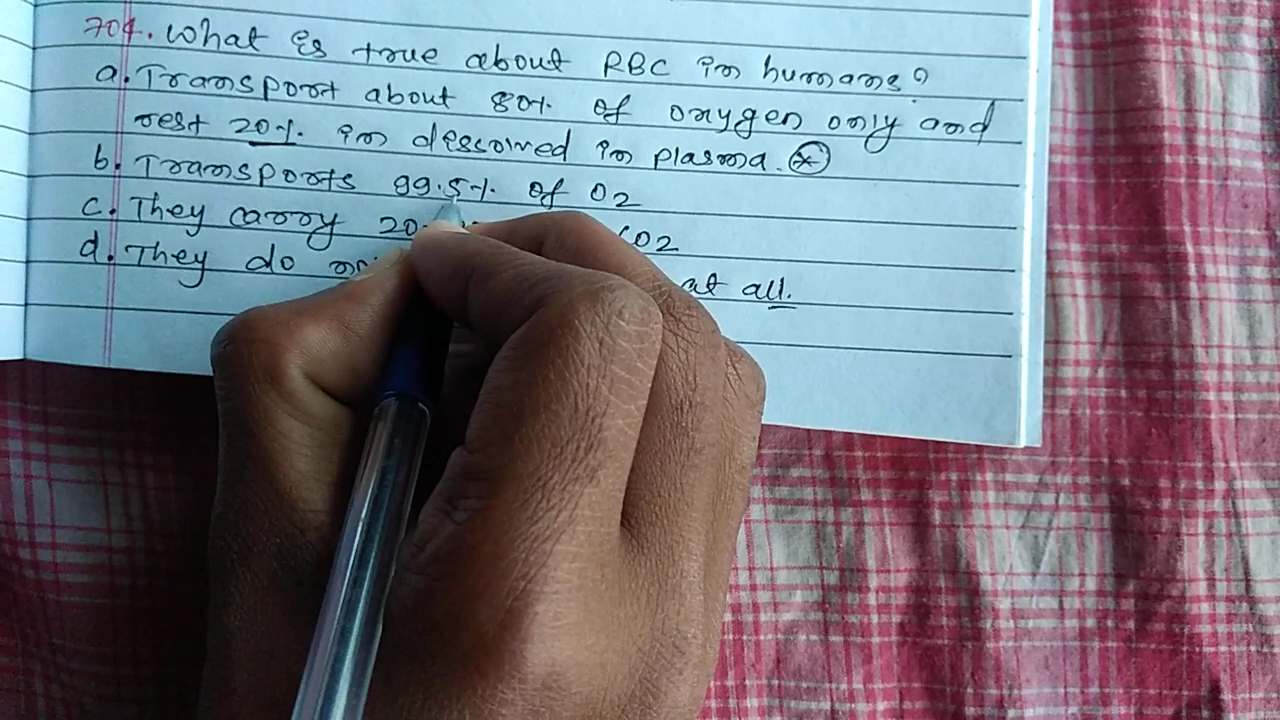 704. What is true about RBC in humans?
a. Transport about 80% of oxygen only and
rest 20% in dissolved in plasma.
b. Transports 99.5% of O2
c. They carry 20 CO2
d. They do at all.